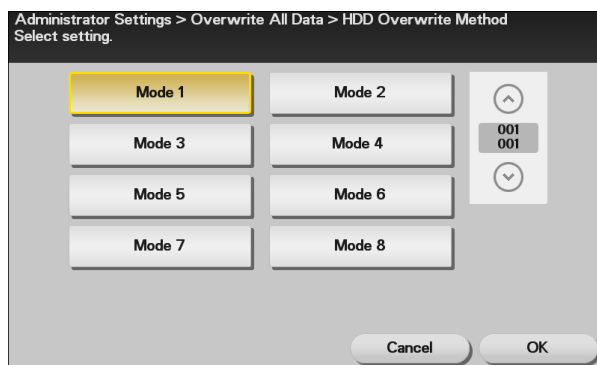 Administrator Settings > Overwrite All Data > HDD Overwrite Method
Select setting.
Mode 1
Mode 2
Mode 3
Mode 4
001
001
Mode 5
Mode 6
Mode 7
Mode 8
Cancel
OK